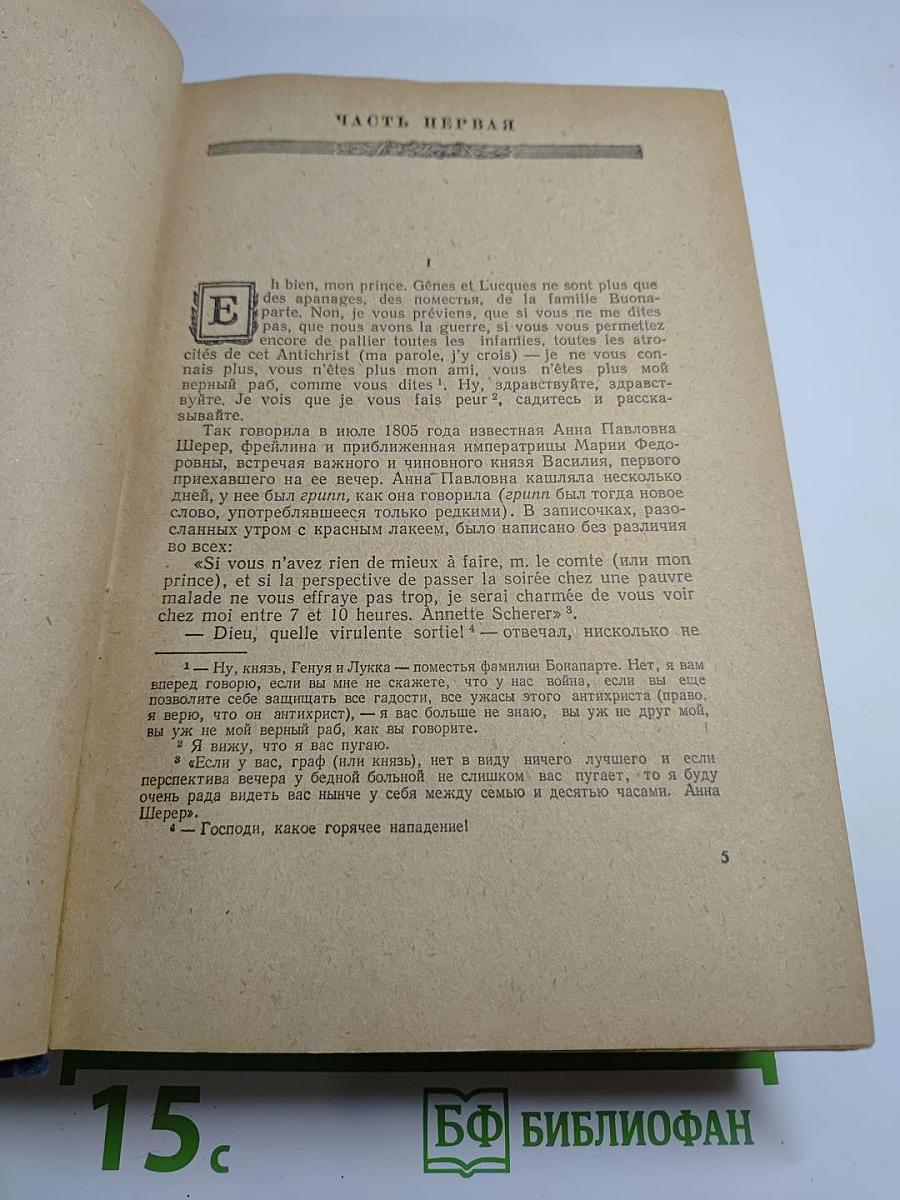 ЧАСТЬ ПЕРВАЯ
I
Eh bien, mon prince. Gênes et Lucques ne sont plus que
des apanages, des поместья, de la famille Buona-
parte. Non, je vous préviens, que si vous ne me dites
pas, que nous avons la guerre, si vous vous permettez
encore de pallier toutes les infamies, toutes les atro-
cités de cet Antichrist (ma parole, j'y crois) — je ne vous con-
nais plus, vous n'êtes plus mon ami, vous n'êtes plus мой
верный раб, comme vous dites ¹. Ну, здравствуйте, здравст-
вуйте. Je vois que je vous fais peur ², садитесь и расска-
зывайте.
Так говорила в июле 1805 года известная Анна Павловна
Шерер, фрейлина и приближенная императрицы Марии Федо-
ровны, встречая важного и чиновного князя Василия, первого
приехавшего на ее вечер. Анна Павловна кашляла несколько
дней, у нее был грипп, как она говорила (грипп был тогда новое
слово, употреблявшееся только редкими). В записочках, разо-
сланных утром с красным лакеем, было написано без различия
во всех:
«Si vous n'avez rien de mieux à faire, m. le comte (или mon
prince), et si la perspective de passer la soirée chez une pauvre
malade ne vous effraye pas trop, je serai charmée de vous voir
chez moi entre 7 et 10 heures. Annette Scherer» ³.
— Dieu, quelle virulente sortie! ⁴ — отвечал, нисколько не
¹ — Ну, князь, Генуя и Лукка — поместья фамилии Бонапарте. Нет, я вам
вперед говорю, если вы мне не скажете, что у нас война, если вы еще
позволите себе защищать все гадости, все ужасы этого антихриста (право,
я верю, что он антихрист), — я вас больше не знаю, вы уж не друг мой,
вы уж не мой верный раб, как вы говорите.
² Я вижу, что я вас пугаю.
³ «Если у вас, граф (или князь), нет в виду ничего лучшего и если
перспектива вечера у бедной больной не слишком вас пугает, то я буду
очень рада видеть вас нынче у себя между семью и десятью часами. Анна
Шерер».
⁴ — Господи, какое горячее нападение!
5
15 с
БФ БИБЛИОФАН